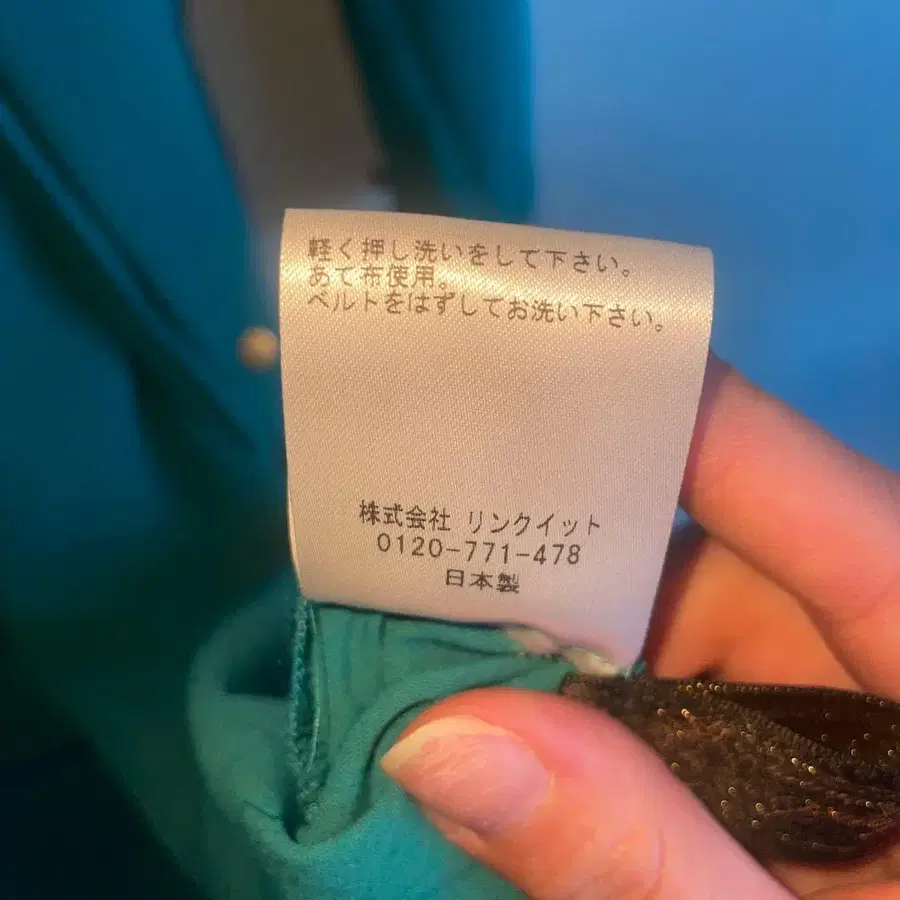 軽く押し洗いをして下さい。
あて布使用。
ベルトをはずしてお洗い下さい。
株式会社 リンクイット
0120-771-478
日本製